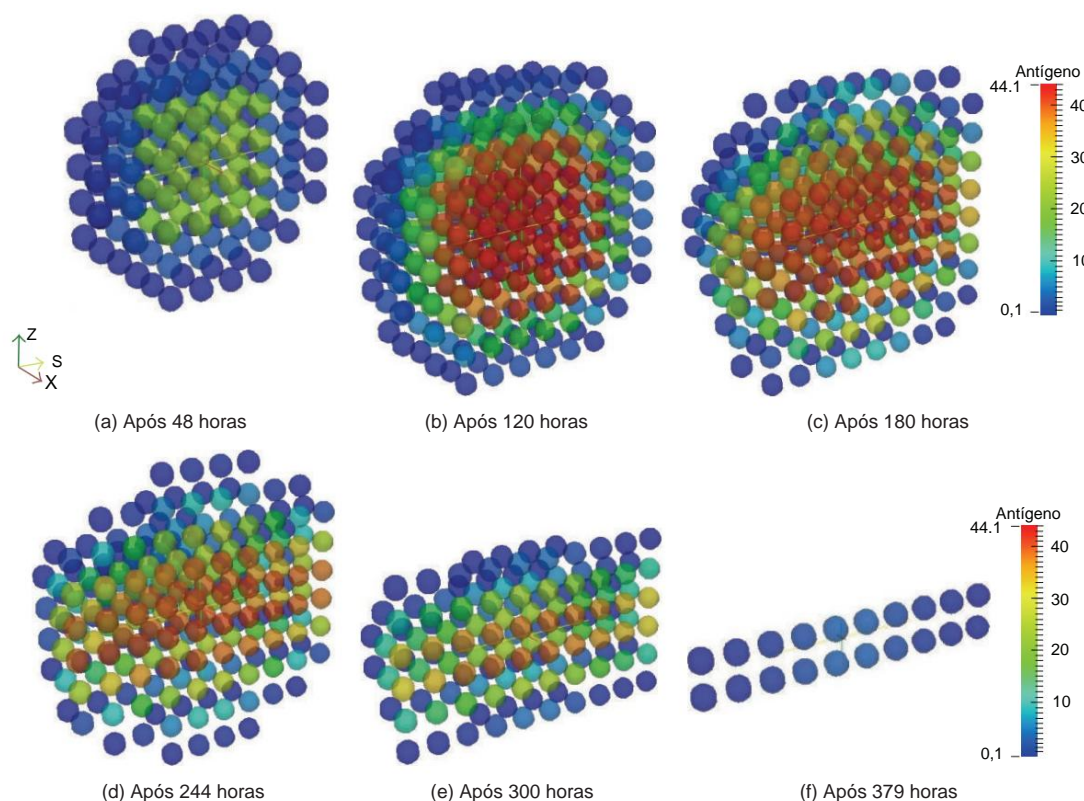 Antígeno
44.1
40
30
20
10
0,1
Z
S
X
(a) Após 48 horas
(b) Após 120 horas
(c) Após 180 horas
Antígeno
44.1
40
30
20
10
0,1
(d) Após 244 horas
(e) Após 300 horas
(f) Após 379 horas